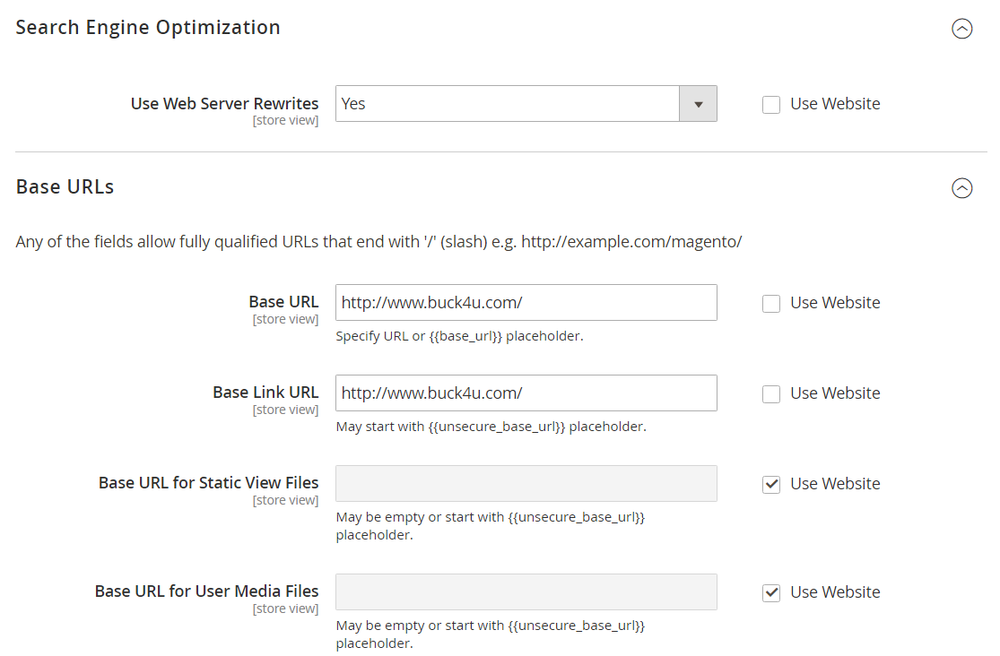 Search Engine Optimization
Use Web Server Rewrites
[store view]
Yes
Use Website
Base URLs
Any of the fields allow fully qualified URLs that end with '/' (slash) e.g. http://example.com/magento/
Base URL
[store view]
http://www.buck4u.com/
Use Website
Specify URL or {{base_url}} placeholder.
Base Link URL
[store view]
http://www.buck4u.com/
Use Website
May start with {{unsecure_base_url}} placeholder.
Base URL for Static View Files
[store view]
Use Website
May be empty or start with {{unsecure_base_url}}
placeholder.
Base URL for User Media Files
[store view]
Use Website
May be empty or start with {{unsecure_base_url}}
placeholder.